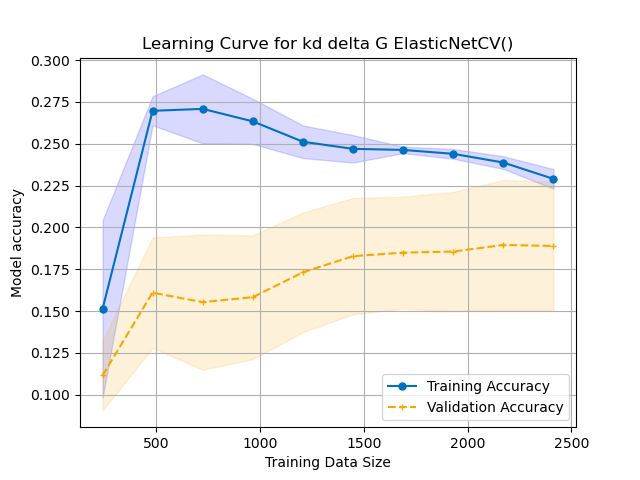 Learning Curve for kd delta G ElasticNetCV()
0.300
0.275
0.250
0.225
0.200
0.175
0.150
0.125
0.100
Model accuracy
Training Accuracy
Validation Accuracy
500
1000
1500
2000
2500
Training Data Size